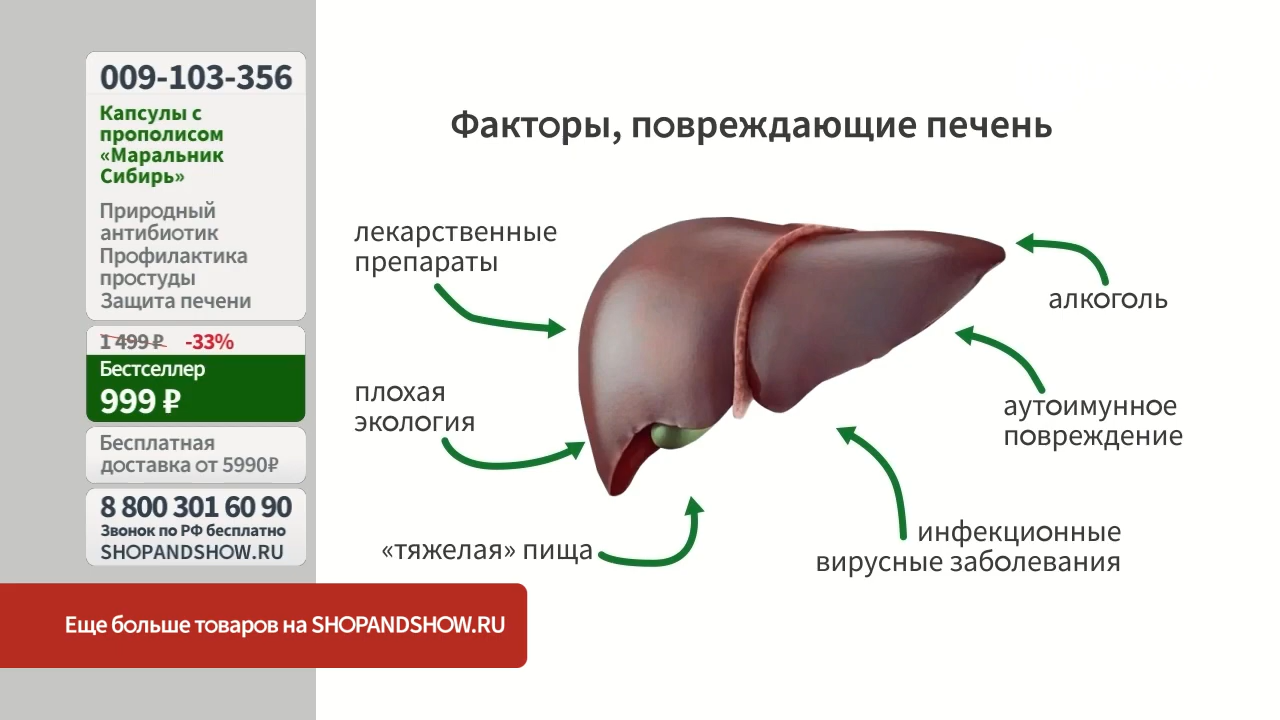 009-103-356
Капсулы с
прополисом
«Маральник
Сибирь»
Природный
антибиотик
Профилактика
простуды
Защита печени
1 499 ₽ -33%
Бестселлер
999 ₽
Бесплатная
доставка от 5990₽
8 800 301 60 90
Звонок по РФ бесплатно
SHOPANDSHOW.RU
Еще больше товаров на SHOPANDSHOW.RU
Факторы, повреждающие печень
лекарственные
препараты
алкоголь
плохая
экология
аутоимунное
повреждение
«тяжелая» пища
инфекционные
вирусные заболевания